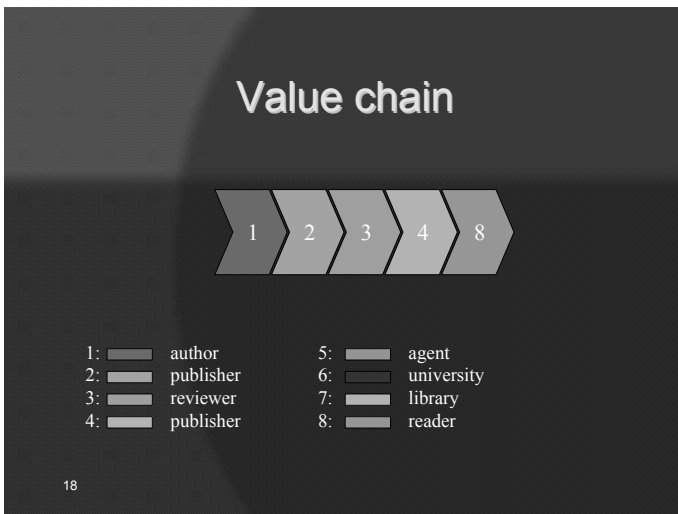 Value chain
1 2 3 4 8
1: author 5: agent
2: publisher 6: university
3: reviewer 7: library
4: publisher 8: reader
18